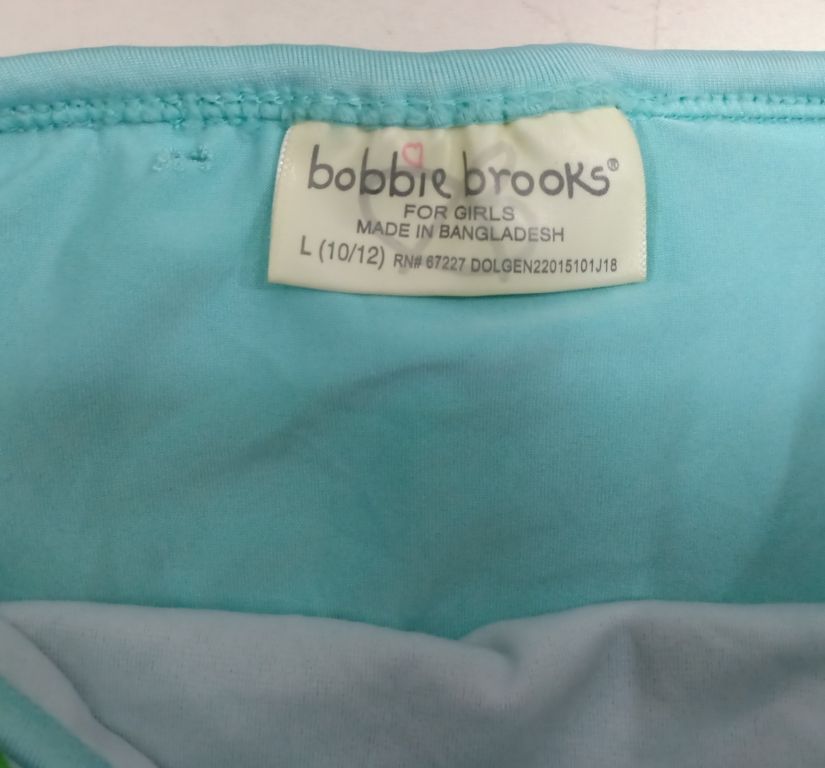 bobbie brooks®
FOR GIRLS
MADE IN BANGLADESH
L (10/12) RN# 67227 DOLGEN22015101J18